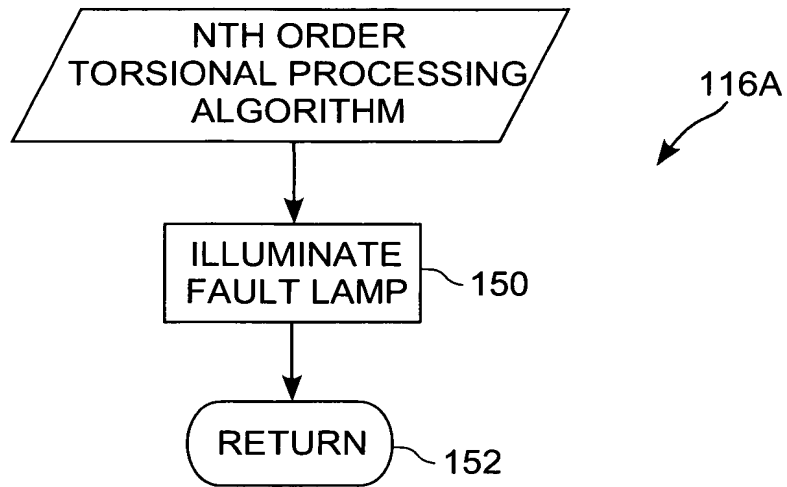 NTH ORDER
TORSIONAL PROCESSING
ALGORITHM
116A
ILLUMINATE
FAULT LAMP
150
RETURN
152